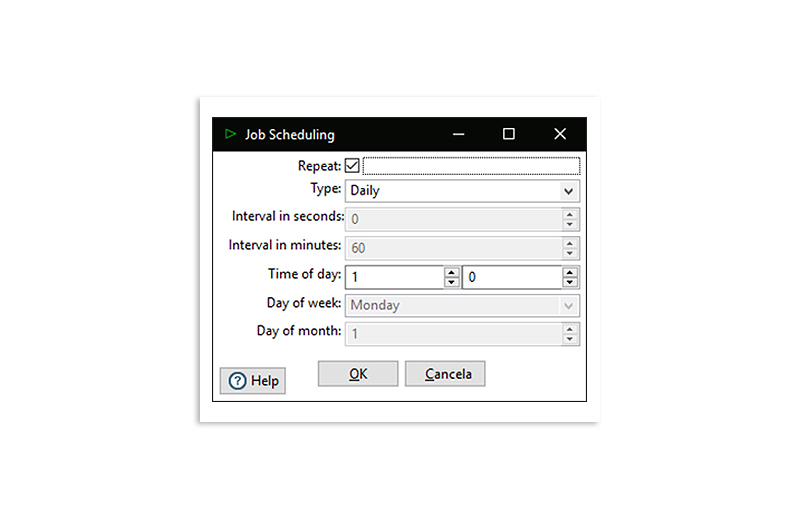 Job Scheduling
Repeat:
Type: Daily
Interval in seconds: 0
Interval in minutes: 60
Time of day: 1 0
Day of week: Monday
Day of month: 1
Help OK Cancela